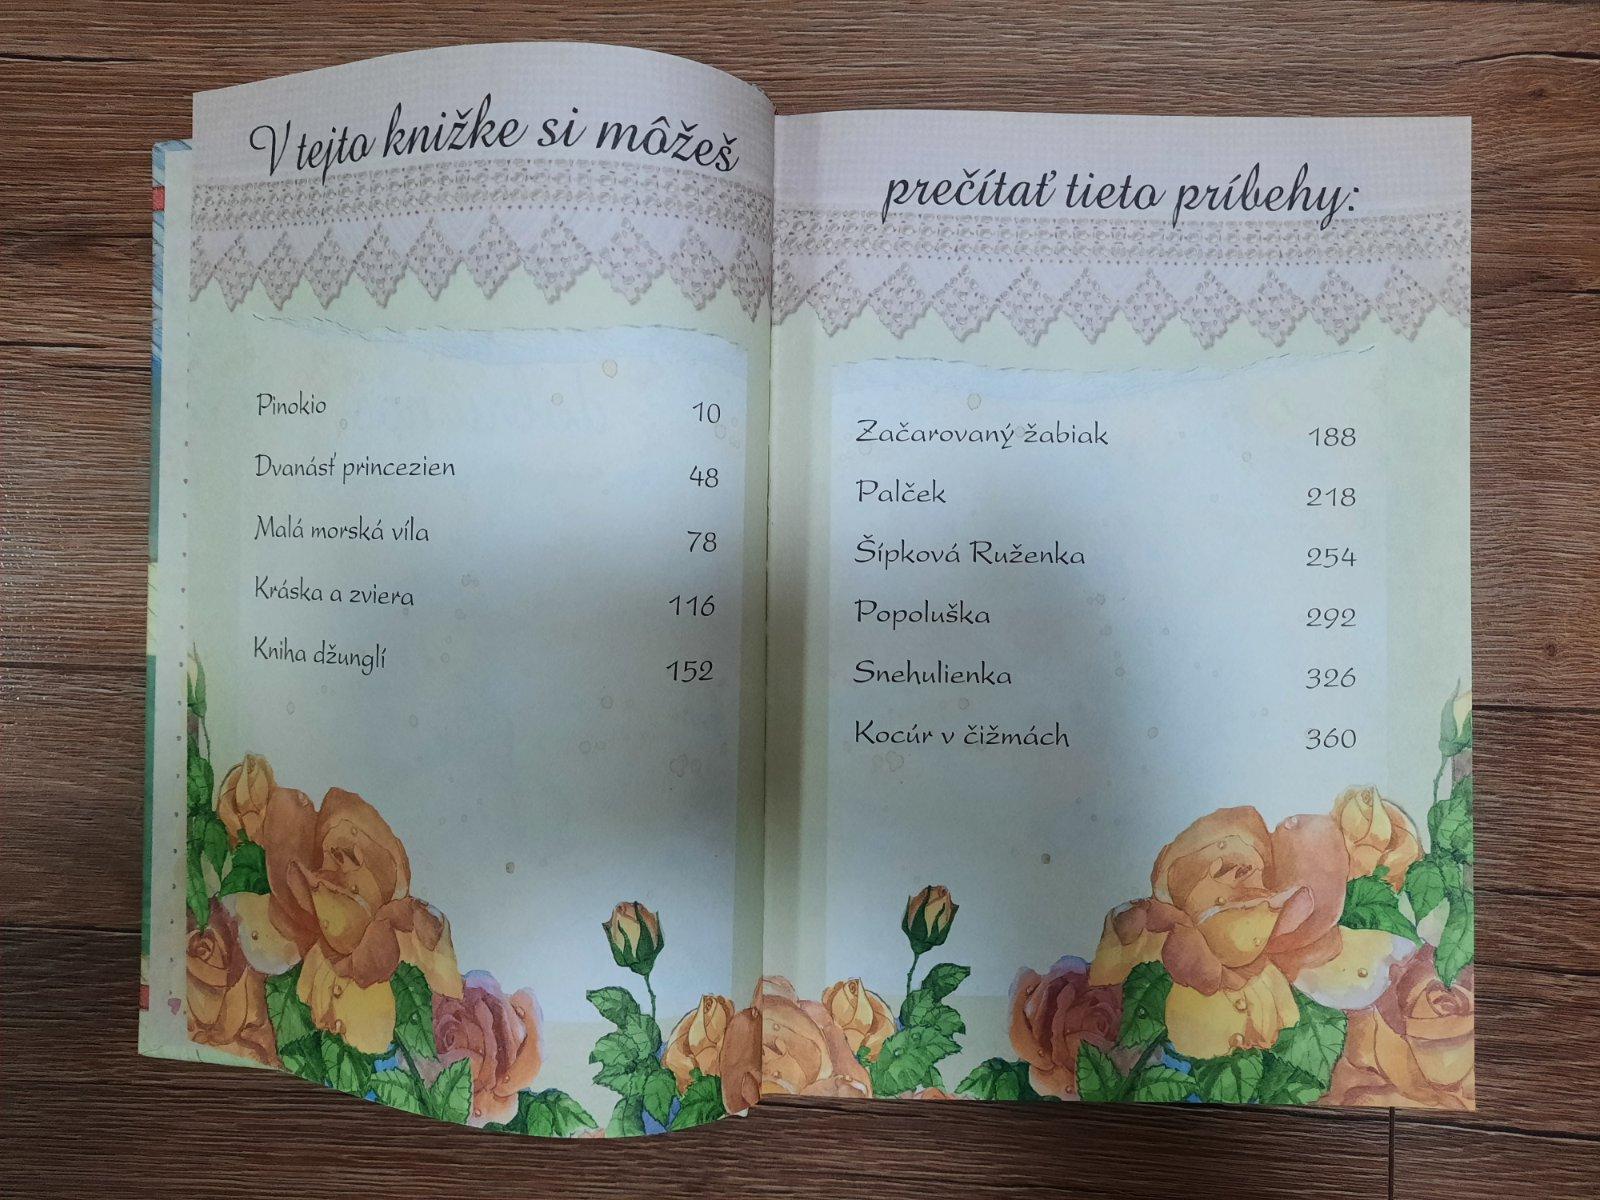 V tejto knižke si môžeš
Pinokio 10
Dvanásť princezien 48
Malá morská víla 78
Kráska a zviera 116
Kniha džunglí 152
prečítať tieto príbehy:
Začarovaný žabiak 188
Palček 218
Šípková Ruženka 254
Popoluška 292
Snehulienka 326
Kocúr v čižmách 360